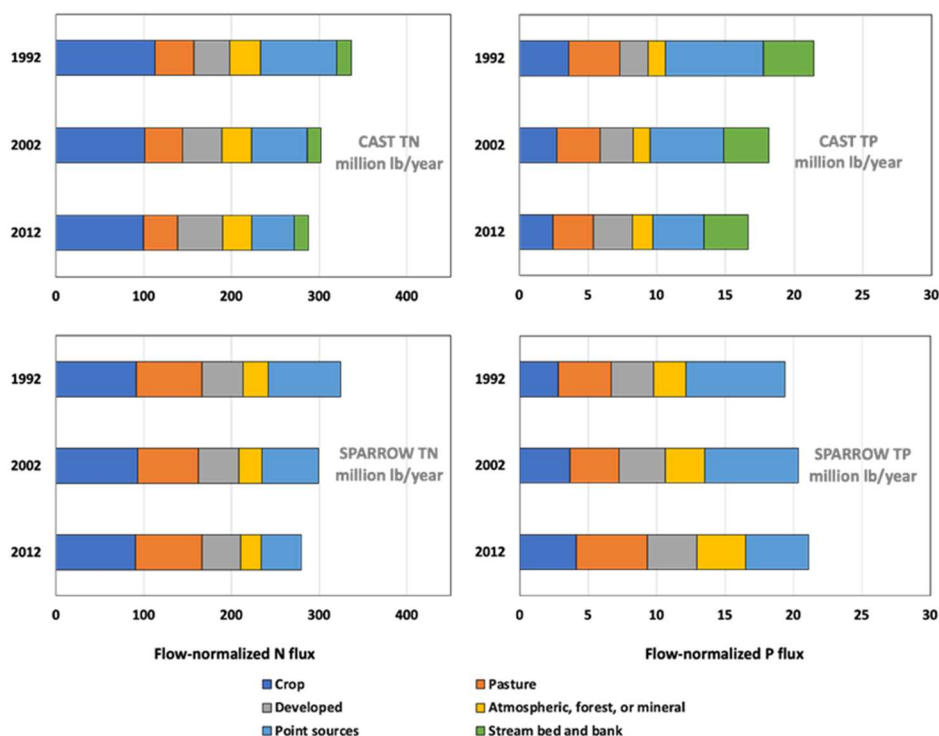 1992
2002
2012
CAST TN
million lb/year
0 100 200 300 400
1992
2002
2012
CAST TP
million lb/year
0 5 10 15 20 25 30
1992
2002
2012
SPARROW TN
million lb/year
0 100 200 300 400
Flow-normalized N flux
1992
2002
2012
SPARROW TP
million lb/year
0 5 10 15 20 25 30
Flow-normalized P flux
Crop
Pasture
Developed
Atmospheric, forest, or mineral
Point sources
Stream bed and bank